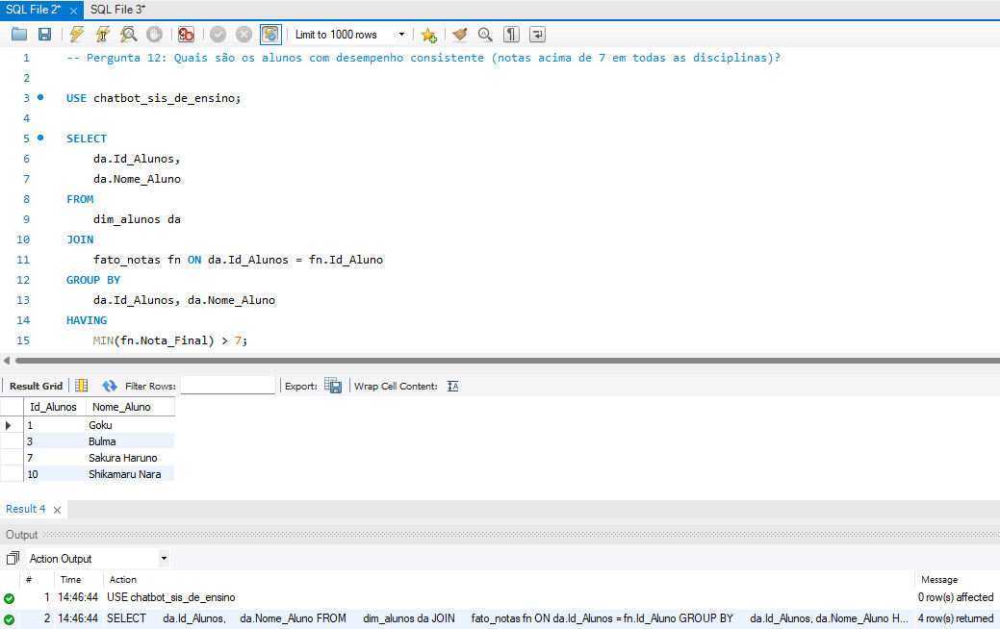 SQL File 2* SQL File 3*
Limit to 1000 rows
1 -- Pergunta 12: Quais são os alunos com desempenho consistente (notas acima de 7 em todas as disciplinas)?
2
3 USE chatbot_sis_de_ensino;
4
5 SELECT
6 da.Id_Alunos,
7 da.Nome_Aluno
8 FROM
9 dim_alunos da
10 JOIN
11 fato_notas fn ON da.Id_Alunos = fn.Id_Aluno
12 GROUP BY
13 da.Id_Alunos, da.Nome_Aluno
14 HAVING
15 MIN(fn.Nota_Final) > 7;
Result Grid Filter Rows: Export: Wrap Cell Content:
Id_Alunos Nome_Aluno
1 Goku
3 Bulma
7 Sakura Haruno
10 Shikamaru Nara
Result 4
Output
Action Output
# Time Action Message
1 14:46:44 USE chatbot_sis_de_ensino 0 row(s) affected
2 14:46:44 SELECT da.Id_Alunos, da.Nome_Aluno FROM dim_alunos da JOIN fato_notas fn ON da.Id_Alunos = fn.Id_Aluno GROUP BY da.Id_Alunos, da.Nome_Aluno H... 4 row(s) returned